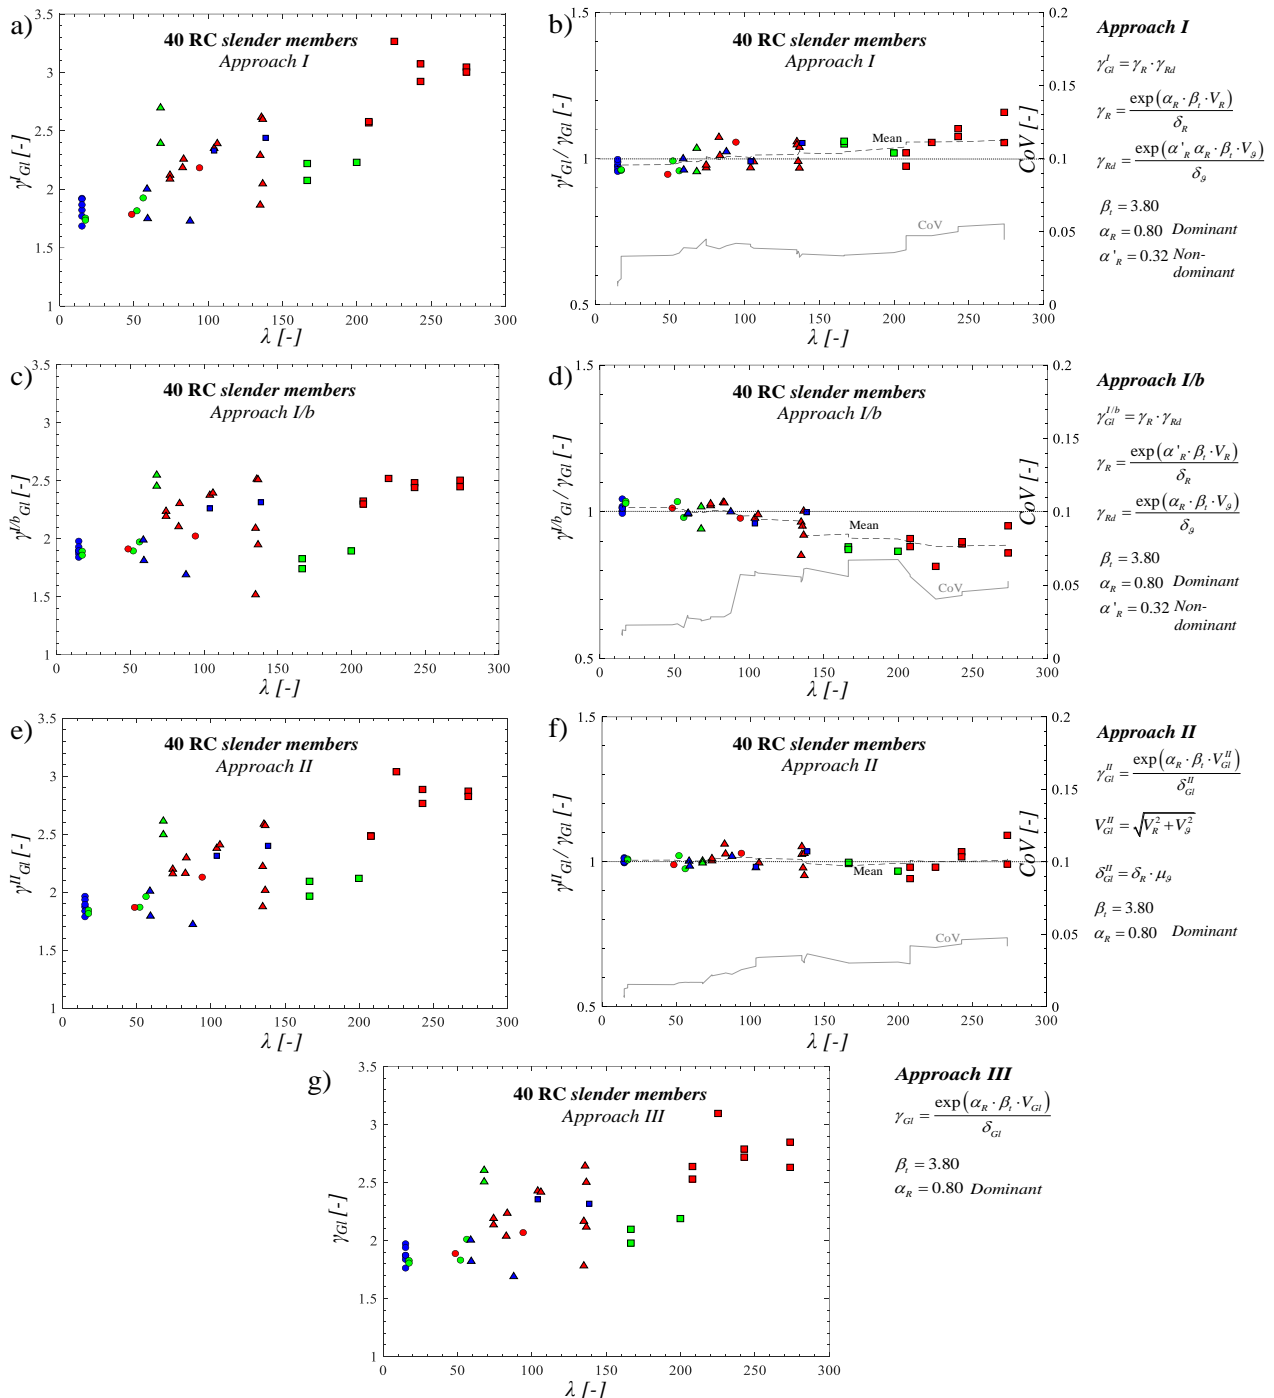 a)
40 RC slender members
Approach I
γ^I_Gl [-]
3.5
3
2.5
2
1.5
1
0 50 100 150 200 250 300
λ [-]
b)
40 RC slender members
Approach I
γ^I_Gl / γ_Gl [-]
1.5
1
0.5
Mean
CoV
CoV [-]
0.2
0.15
0.1
0.05
0
0 50 100 150 200 250 300
λ [-]
Approach I
γ^I_Gl = γ_R · γ_Rd
γ_R = exp(α_R · β_t · V_R) / δ_R
γ_Rd = exp(α'_R α_R · β_t · V_ϑ) / δ_ϑ
β_t = 3.80
α_R = 0.80 Dominant
α'_R = 0.32 Non-
dominant
c)
40 RC slender members
Approach I/b
γ^I/b_Gl [-]
3.5
3
2.5
2
1.5
1
0 50 100 150 200 250 300
λ [-]
d)
40 RC slender members
Approach I/b
γ^I/b_Gl / γ_Gl [-]
1.5
1
0.5
Mean
CoV
CoV [-]
0.2
0.15
0.1
0.05
0
0 50 100 150 200 250 300
λ [-]
Approach I/b
γ^I/b_Gl = γ_R · γ_Rd
γ_R = exp(α'_R · β_t · V_R) / δ_R
γ_Rd = exp(α_R · β_t · V_ϑ) / δ_ϑ
β_t = 3.80
α_R = 0.80 Dominant
α'_R = 0.32 Non-
dominant
e)
40 RC slender members
Approach II
γ^II_Gl [-]
3.5
3
2.5
2
1.5
1
0 50 100 150 200 250 300
λ [-]
f)
40 RC slender members
Approach II
γ^II_Gl / γ_Gl [-]
1.5
1
0.5
Mean
CoV
CoV [-]
0.2
0.15
0.1
0.05
0
0 50 100 150 200 250 300
λ [-]
Approach II
γ^II_Gl = exp(α_R · β_t · V^II_Gl) / δ^II_Gl
V^II_Gl = √(V_R^2 + V_ϑ^2)
δ^II_Gl = δ_R · μ_ϑ
β_t = 3.80
α_R = 0.80 Dominant
g)
40 RC slender members
Approach III
γ_Gl [-]
3.5
3
2.5
2
1.5
1
0 50 100 150 200 250 300
λ [-]
Approach III
γ_Gl = exp(α_R · β_t · V_Gl) / δ_Gl
β_t = 3.80
α_R = 0.80 Dominant